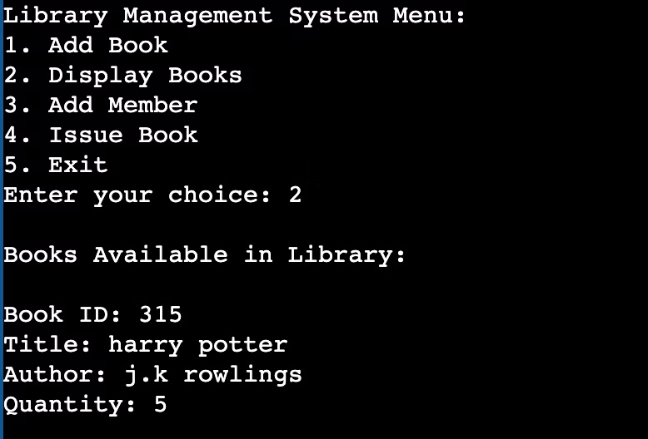 Library Management System Menu:
1. Add Book
2. Display Books
3. Add Member
4. Issue Book
5. Exit
Enter your choice: 2
Books Available in Library:
Book ID: 315
Title: harry potter
Author: j.k rowlings
Quantity: 5